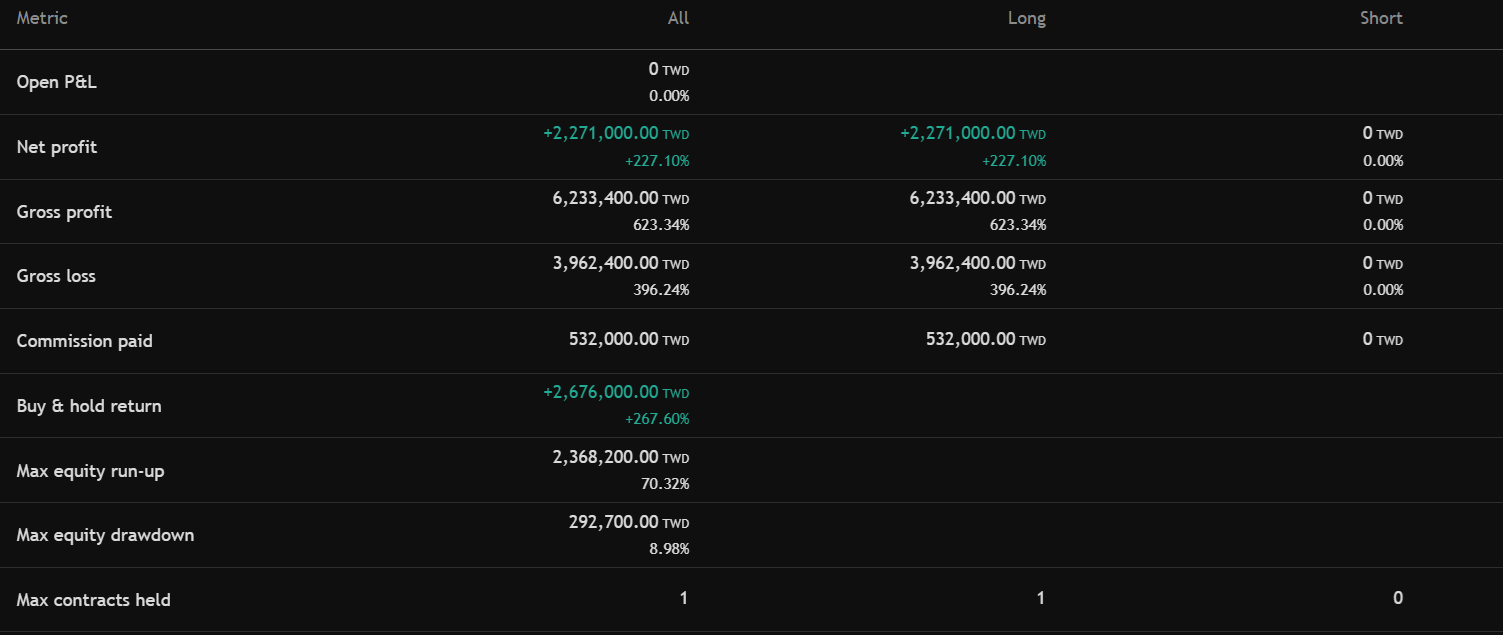 Metric All Long Short
Open P&L 0 TWD
0.00%
Net profit +2,271,000.00 TWD +2,271,000.00 TWD 0 TWD
+227.10% +227.10% 0.00%
Gross profit 6,233,400.00 TWD 6,233,400.00 TWD 0 TWD
623.34% 623.34% 0.00%
Gross loss 3,962,400.00 TWD 3,962,400.00 TWD 0 TWD
396.24% 396.24% 0.00%
Commission paid 532,000.00 TWD 532,000.00 TWD 0 TWD
Buy & hold return +2,676,000.00 TWD
+267.60%
Max equity run-up 2,368,200.00 TWD
70.32%
Max equity drawdown 292,700.00 TWD
8.98%
Max contracts held 1 1 0